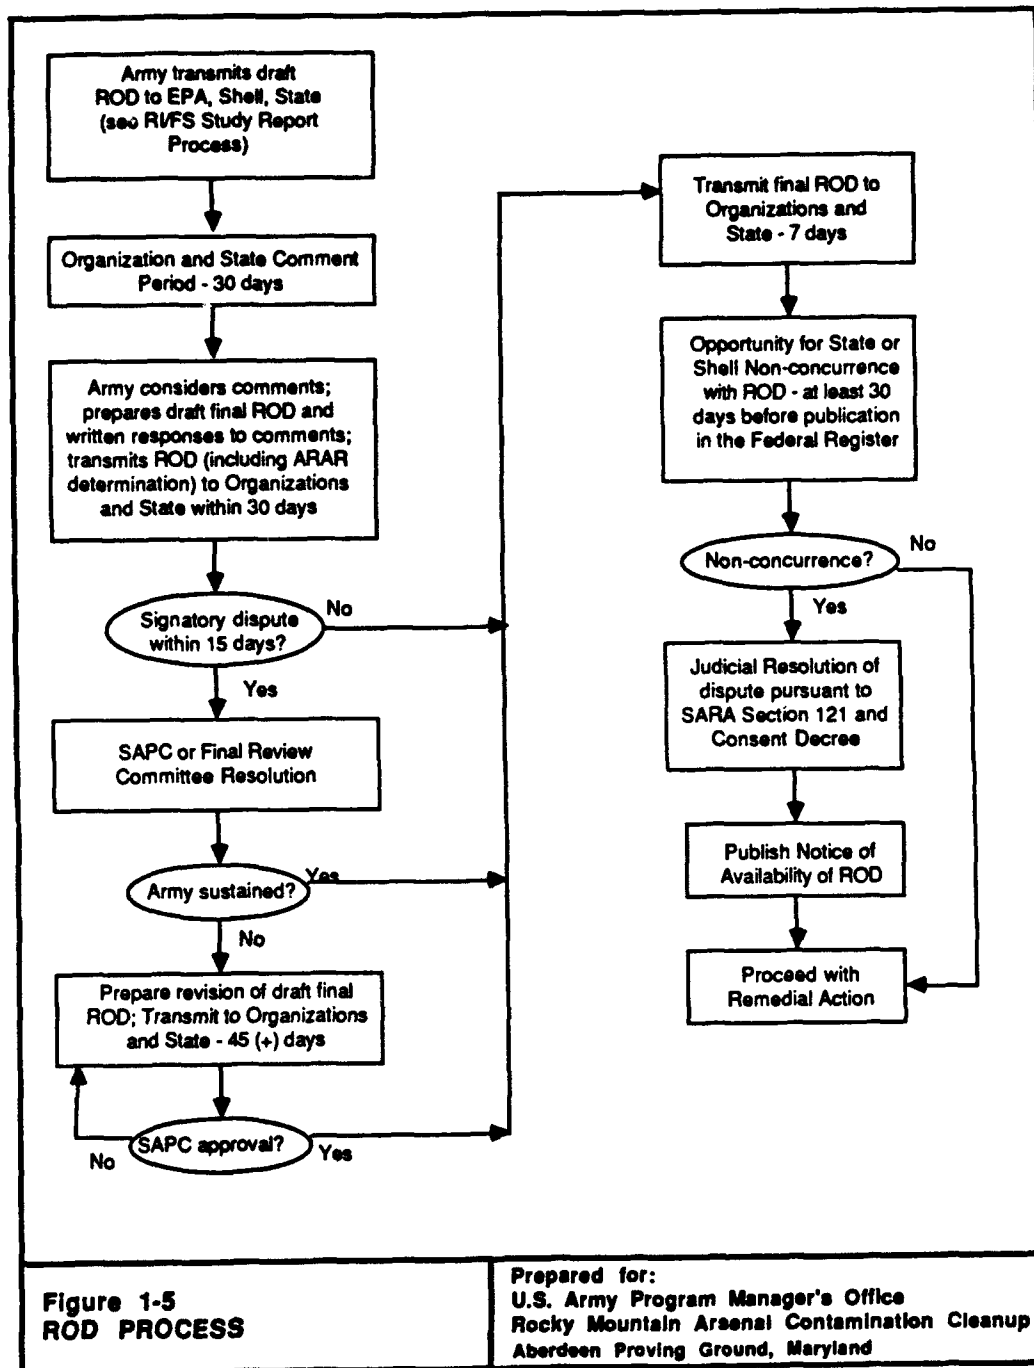 Army transmits draft
ROD to EPA, Shell, State
(see RI/FS Study Report
Process)
Organization and State Comment
Period - 30 days
Army considers comments;
prepares draft final ROD and
written responses to comments;
transmits ROD (including ARAR
determination) to Organizations
and State within 30 days
Signatory dispute
within 15 days?
No
Yes
SAPC or Final Review
Committee Resolution
Army sustained?
Yes
No
Prepare revision of draft final
ROD; Transmit to Organizations
and State - 45 (+) days
SAPC approval?
No
Yes
Transmit final ROD to
Organizations and
State - 7 days
Opportunity for State or
Shell Non-concurrence
with ROD - at least 30
days before publication
in the Federal Register
Non-concurrence?
No
Yes
Judicial Resolution of
dispute pursuant to
SARA Section 121 and
Consent Decree
Publish Notice of
Availability of ROD
Proceed with
Remedial Action
Figure 1-5
ROD PROCESS
Prepared for:
U.S. Army Program Manager's Office
Rocky Mountain Arsenal Contamination Cleanup
Aberdeen Proving Ground, Maryland